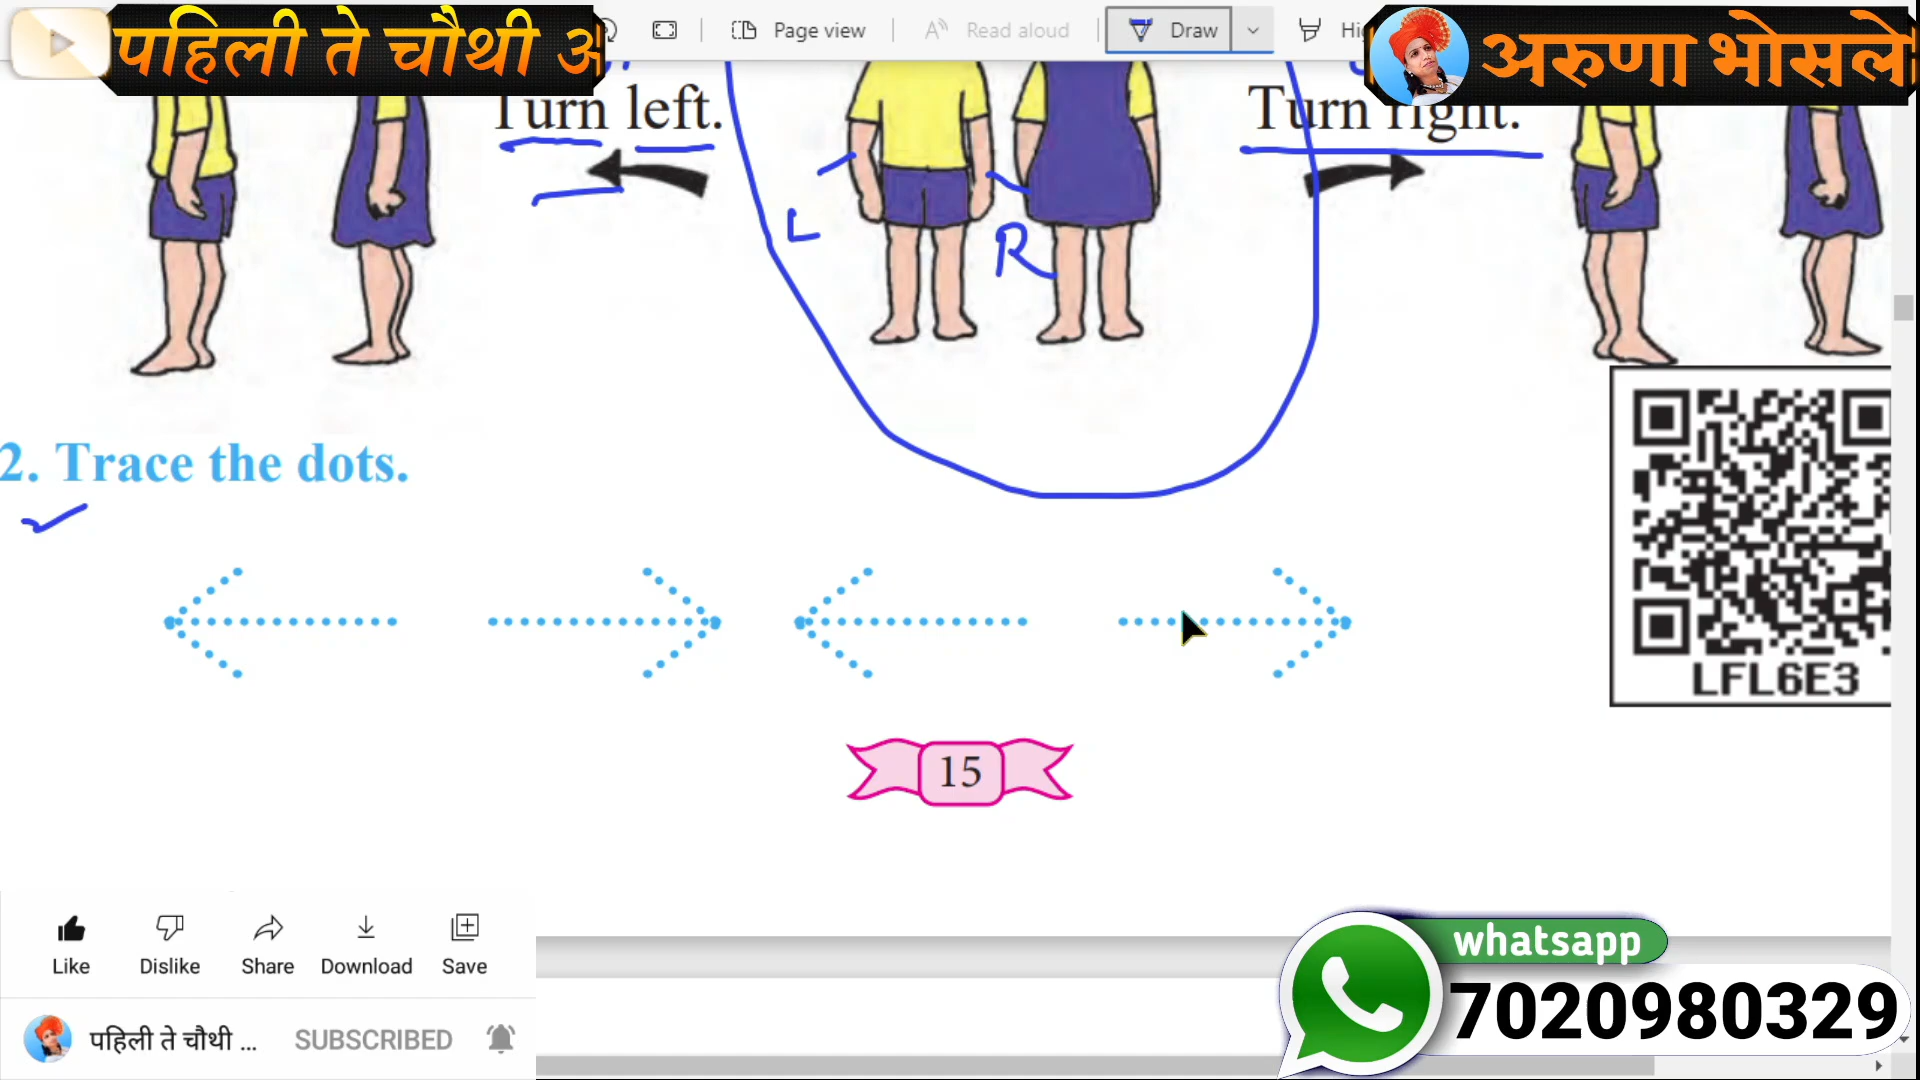 पहिली ते चौथी अ
Page view
Read aloud
Draw
अरुणा भोसले
Turn left.
Turn right.
L
R
2. Trace the dots.
LFL6E3
15
Like
Dislike
Share
Download
Save
पहिली ते चौथी ...
SUBSCRIBED
whatsapp
7020980329